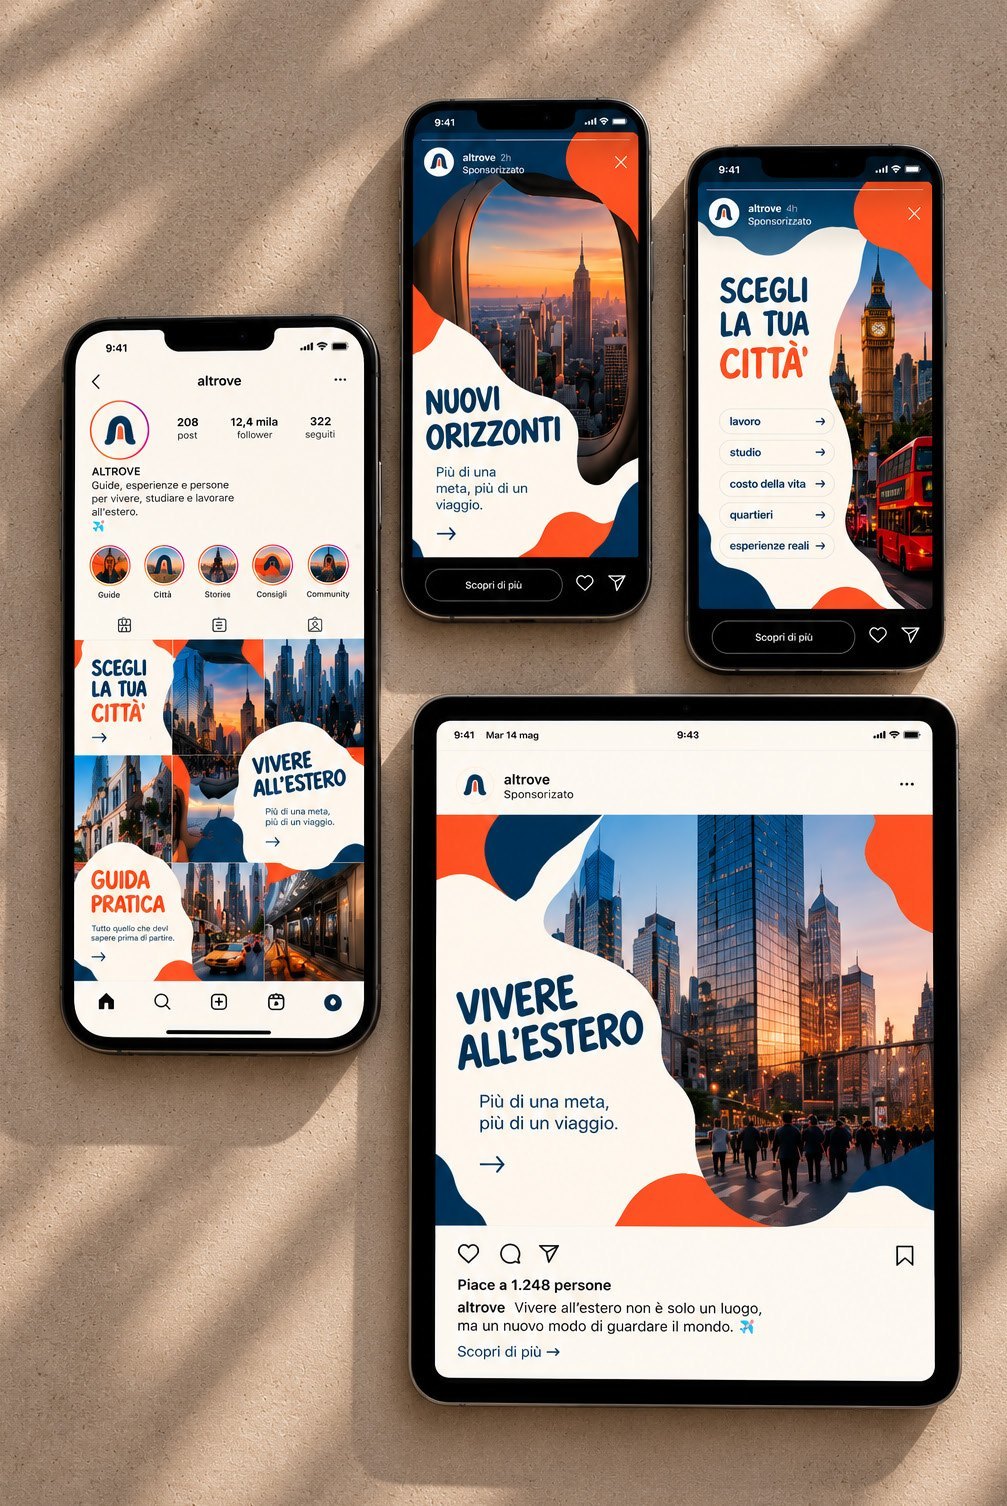 9:41
altrove
208
post
12,4 mila
follower
322
seguiti
ALTROVE
Guide, esperienze e persone
per vivere, studiare e lavorare
all'estero.
Guide
Città
Stories
Consigli
Community
SCEGLI
LA TUA
CITTÀ'
VIVERE
ALL'ESTERO
Più di una meta,
più di un viaggio.
GUIDA
PRATICA
Tutto quello che devi
sapere prima di partire.
9:41
altrove 2h
Sponsorizzato
NUOVI
ORIZZONTI
Più di una
meta, più di un
viaggio.
Scopri di più
9:41
altrove 4h
Sponsorizzato
SCEGLI
LA TUA
CITTÀ'
lavoro
studio
costo della vita
quartieri
esperienze reali
Scopri di più
9:41 Mar 14 mag
9:43
altrove
Sponsorizato
VIVERE
ALL'ESTERO
Più di una meta,
più di un viaggio.
Piace a 1.248 persone
altrove Vivere all'estero non è solo un luogo,
ma un nuovo modo di guardare il mondo.
Scopri di più